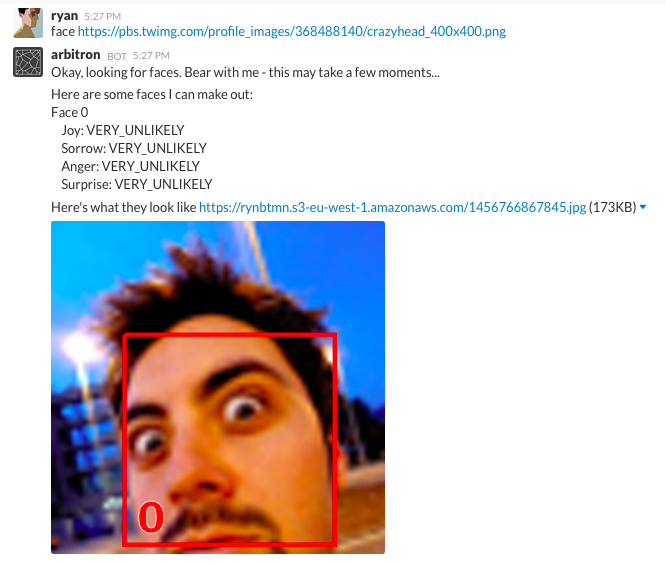 ryan 5:27 PM
face https://pbs.twimg.com/profile_images/368488140/crazyhead_400x400.png
arbitron BOT 5:27 PM
Okay, looking for faces. Bear with me - this may take a few moments...
Here are some faces I can make out:
Face 0
Joy: VERY_UNLIKELY
Sorrow: VERY_UNLIKELY
Anger: VERY_UNLIKELY
Surprise: VERY_UNLIKELY
Here's what they look like https://rynbtmn.s3-eu-west-1.amazonaws.com/1456766867845.jpg (173KB)
0